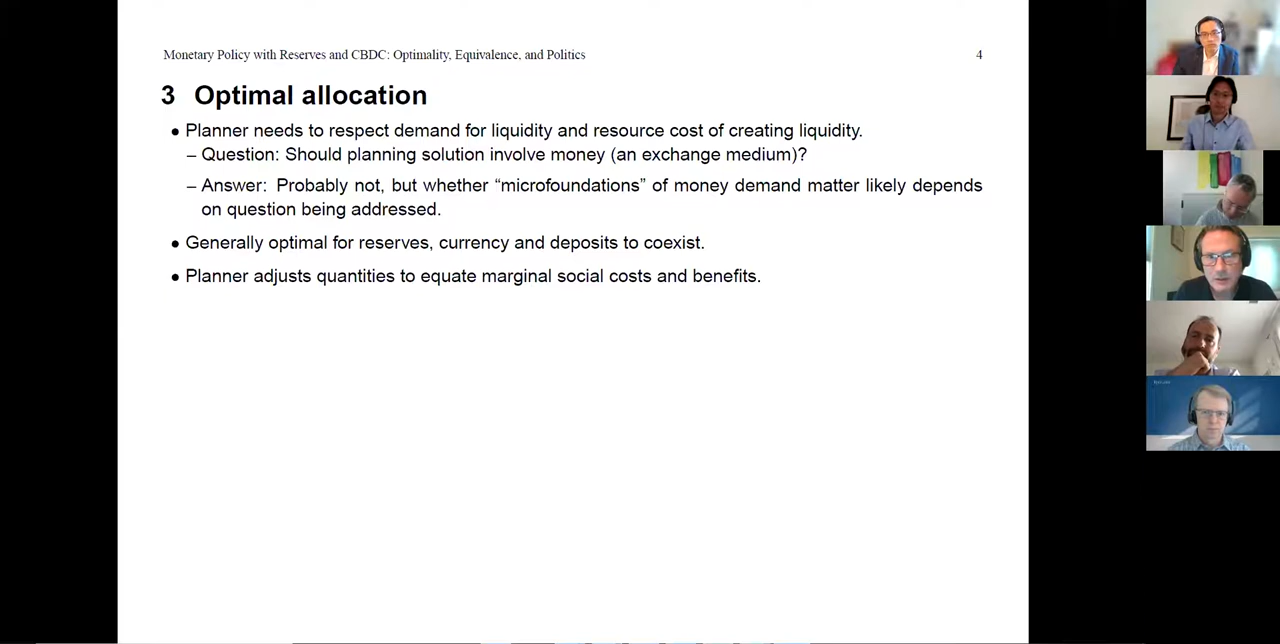 Monetary Policy with Reserves and CBDC: Optimality, Equivalence, and Politics 4
3 Optimal allocation
• Planner needs to respect demand for liquidity and resource cost of creating liquidity.
– Question: Should planning solution involve money (an exchange medium)?
– Answer: Probably not, but whether “microfoundations” of money demand matter likely depends
on question being addressed.
• Generally optimal for reserves, currency and deposits to coexist.
• Planner adjusts quantities to equate marginal social costs and benefits.